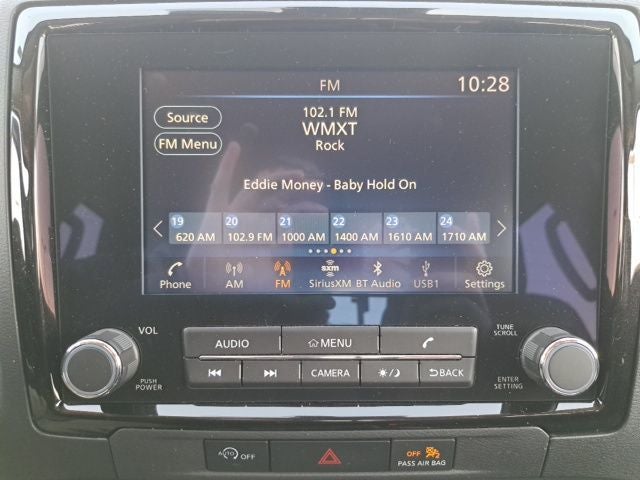 FM
10:28
Source
FM Menu
102.1 FM
WMXT
Rock
Eddie Money - Baby Hold On
19 20 21 22 23 24
620 AM 102.9 FM 1000 AM 1400 AM 1610 AM 1710 AM
Phone AM FM SiriusXM BT Audio USB1 Settings
sxm
VOL
AUDIO MENU
TUNE
SCROLL
PUSH
POWER
CAMERA BACK
ENTER
SETTING
AUTO OFF
OFF
PASS AIR BAG